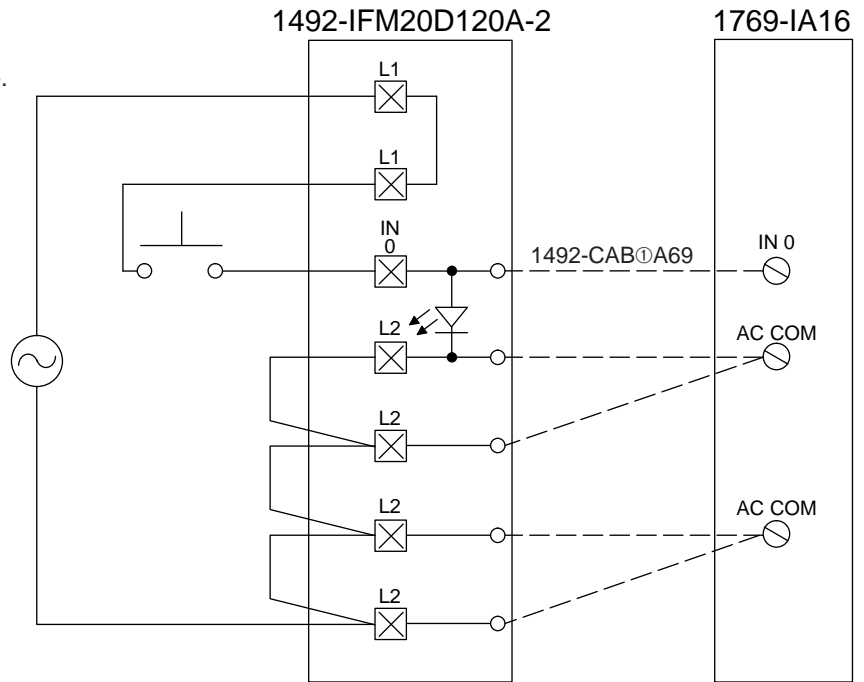 1492-IFM20D120A-2
1769-IA16
.
L1
L1
IN
0
1492-CAB①A69
IN 0
L2
AC COM
L2
L2
AC COM
L2